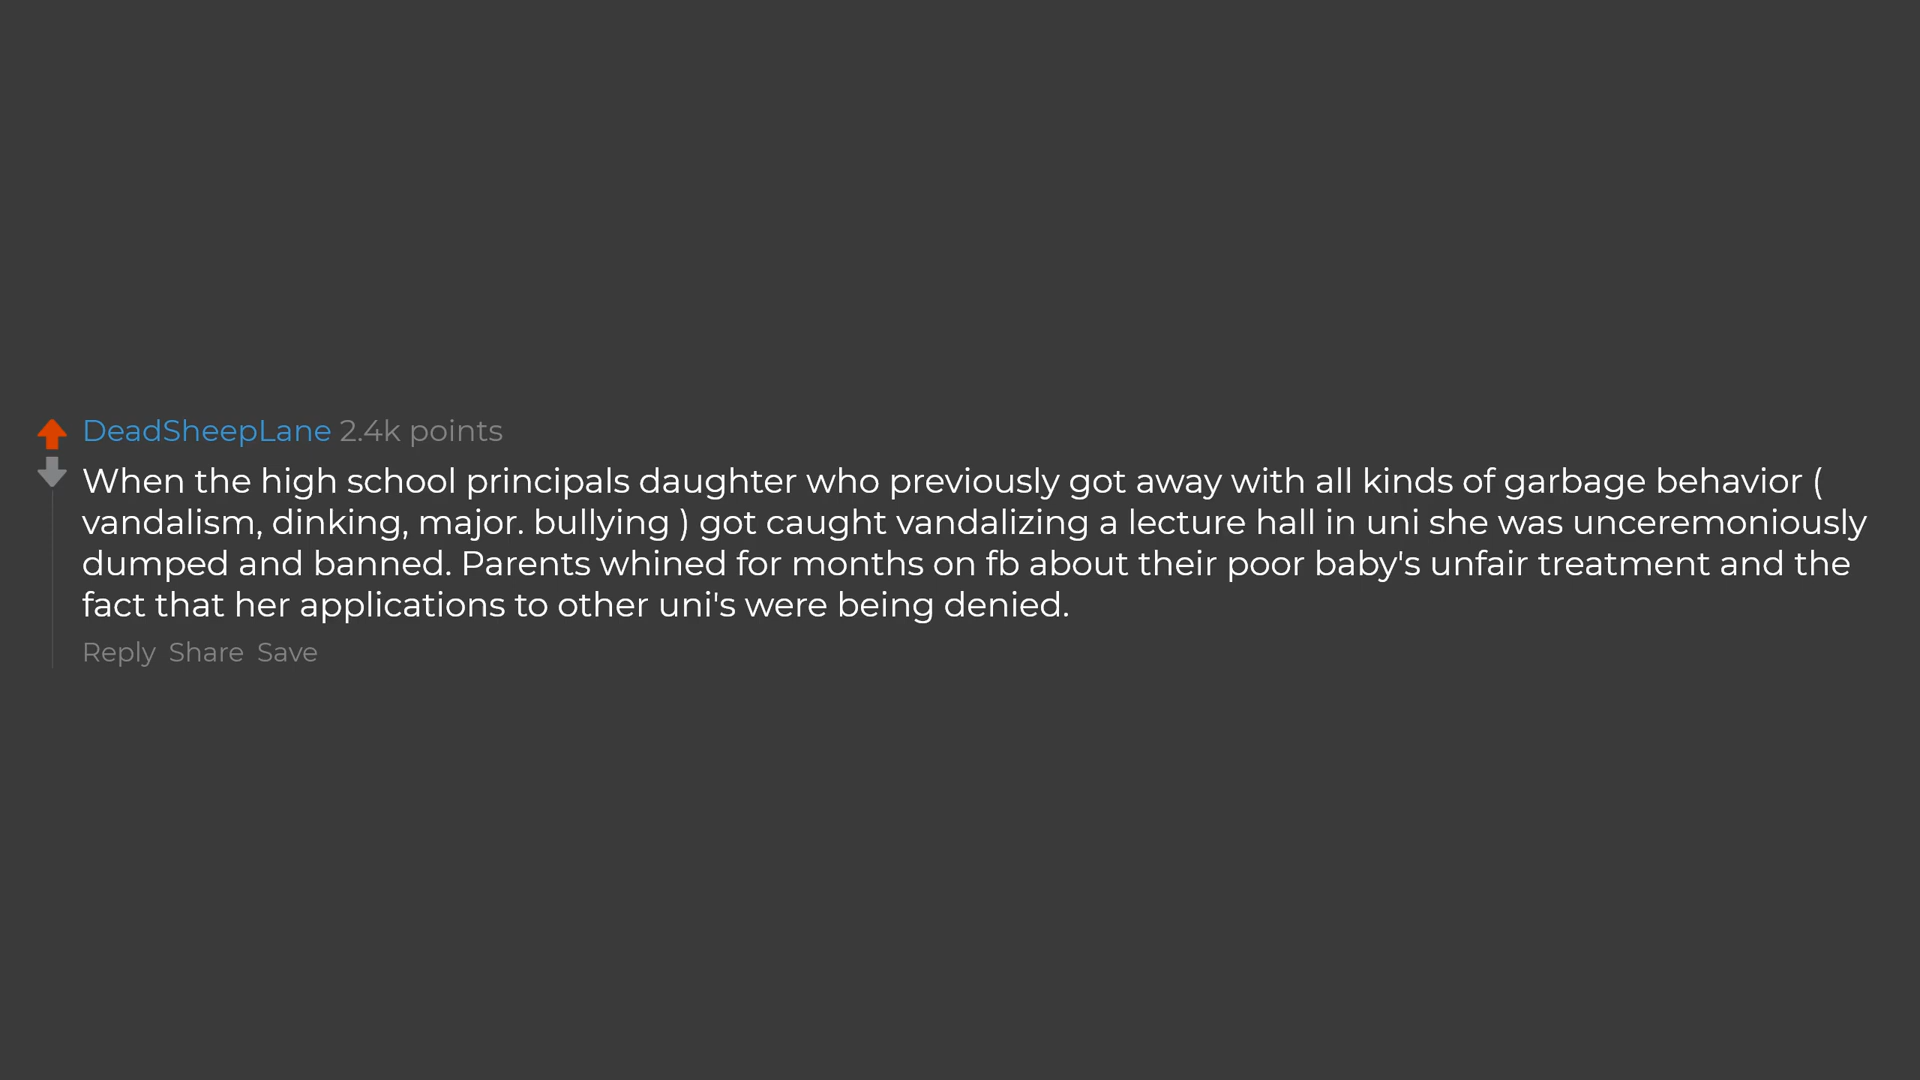 DeadSheepLane 2.4k points
When the high school principals daughter who previously got away with all kinds of garbage behavior (
vandalism, dinking, major. bullying ) got caught vandalizing a lecture hall in uni she was unceremoniously
dumped and banned. Parents whined for months on fb about their poor baby's unfair treatment and the
fact that her applications to other uni's were being denied.
Reply Share Save